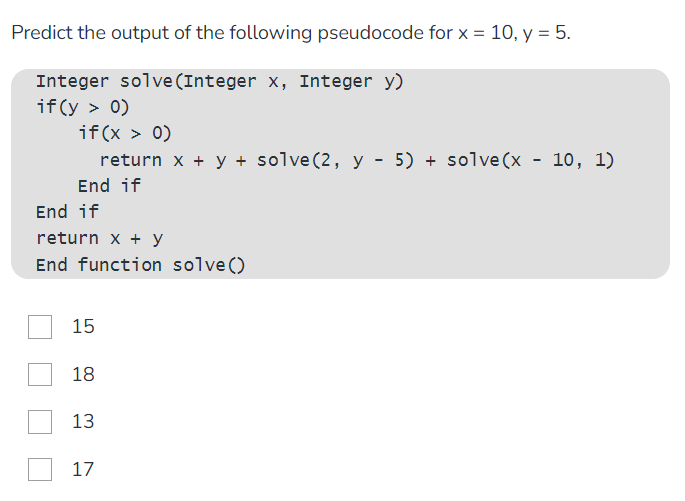 Predict the output of the following pseudocode for x = 10, y = 5.
Integer solve(Integer x, Integer y)
if(y > 0)
    if(x > 0)
      return x + y + solve(2, y - 5) + solve(x - 10, 1)
    End if
End if
return x + y
End function solve()
15
18
13
17